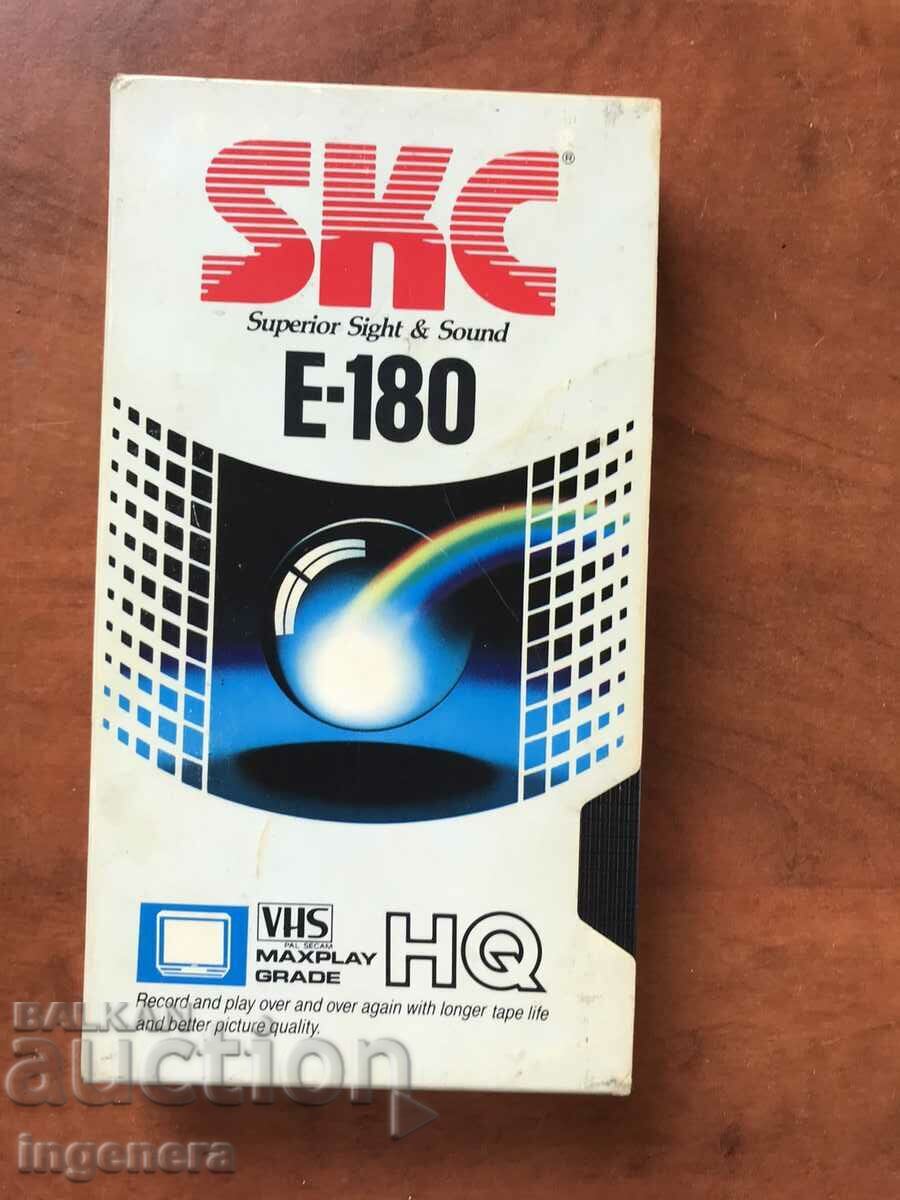 SKC®
Superior Sight & Sound
E-180
VHS
PAL SECAM
MAXPLAY
GRADE
HQ
Record and play over and over again with longer tape life
and better picture quality.
BALKAN
auction
ingenera